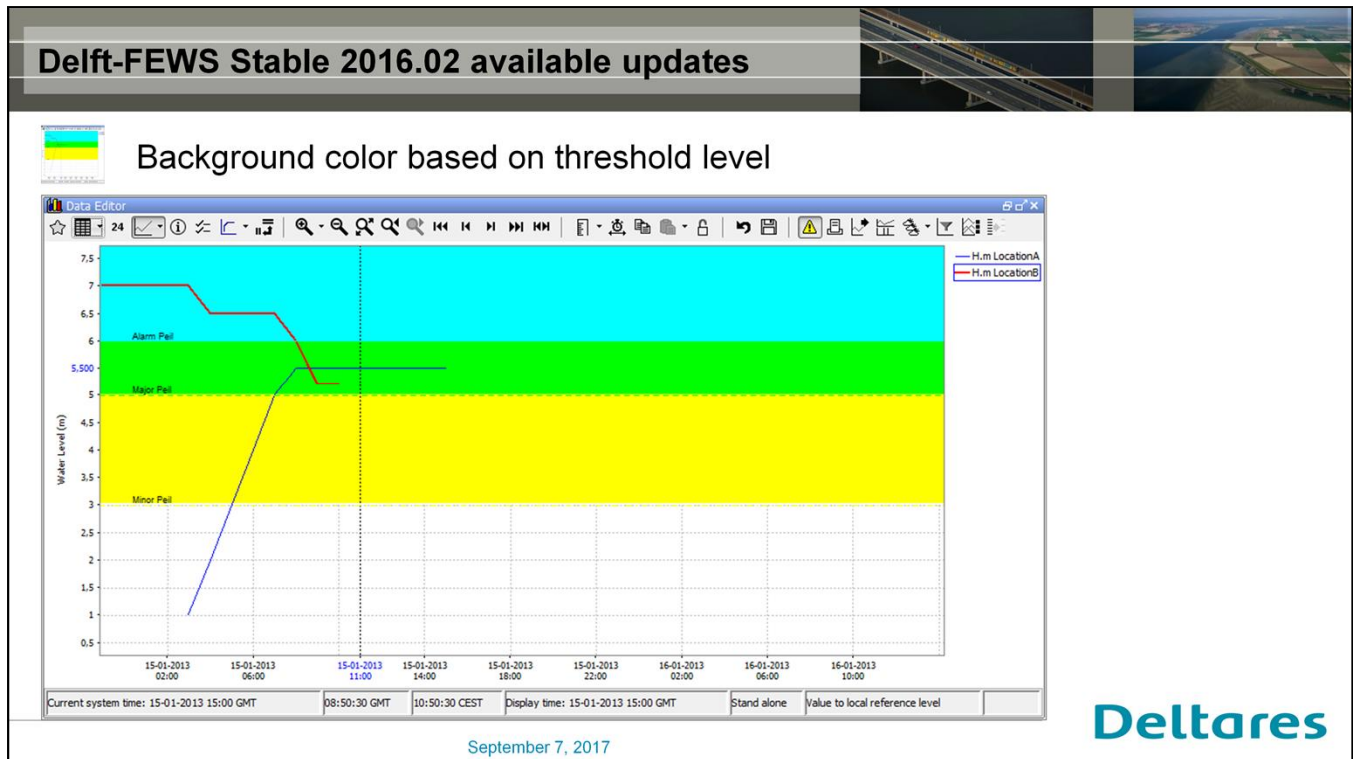 Delft-FEWS Stable 2016.02 available updates
Background color based on threshold level
Data Editor
24
H.m LocationA
H.m LocationB
7,5
7
6,5
Alarm Peil
6
5,500
Major Peil
5
4,5
4
3,5
Minor Peil
3
2,5
2
1,5
1
0,5
Water Level (m)
15-01-2013 15-01-2013 15-01-2013 15-01-2013 15-01-2013 15-01-2013 16-01-2013 16-01-2013 16-01-2013
02:00 06:00 11:00 14:00 18:00 22:00 02:00 06:00 10:00
Current system time: 15-01-2013 15:00 GMT 08:50:30 GMT 10:50:30 CEST Display time: 15-01-2013 15:00 GMT Stand alone Value to local reference level
September 7, 2017
Deltares